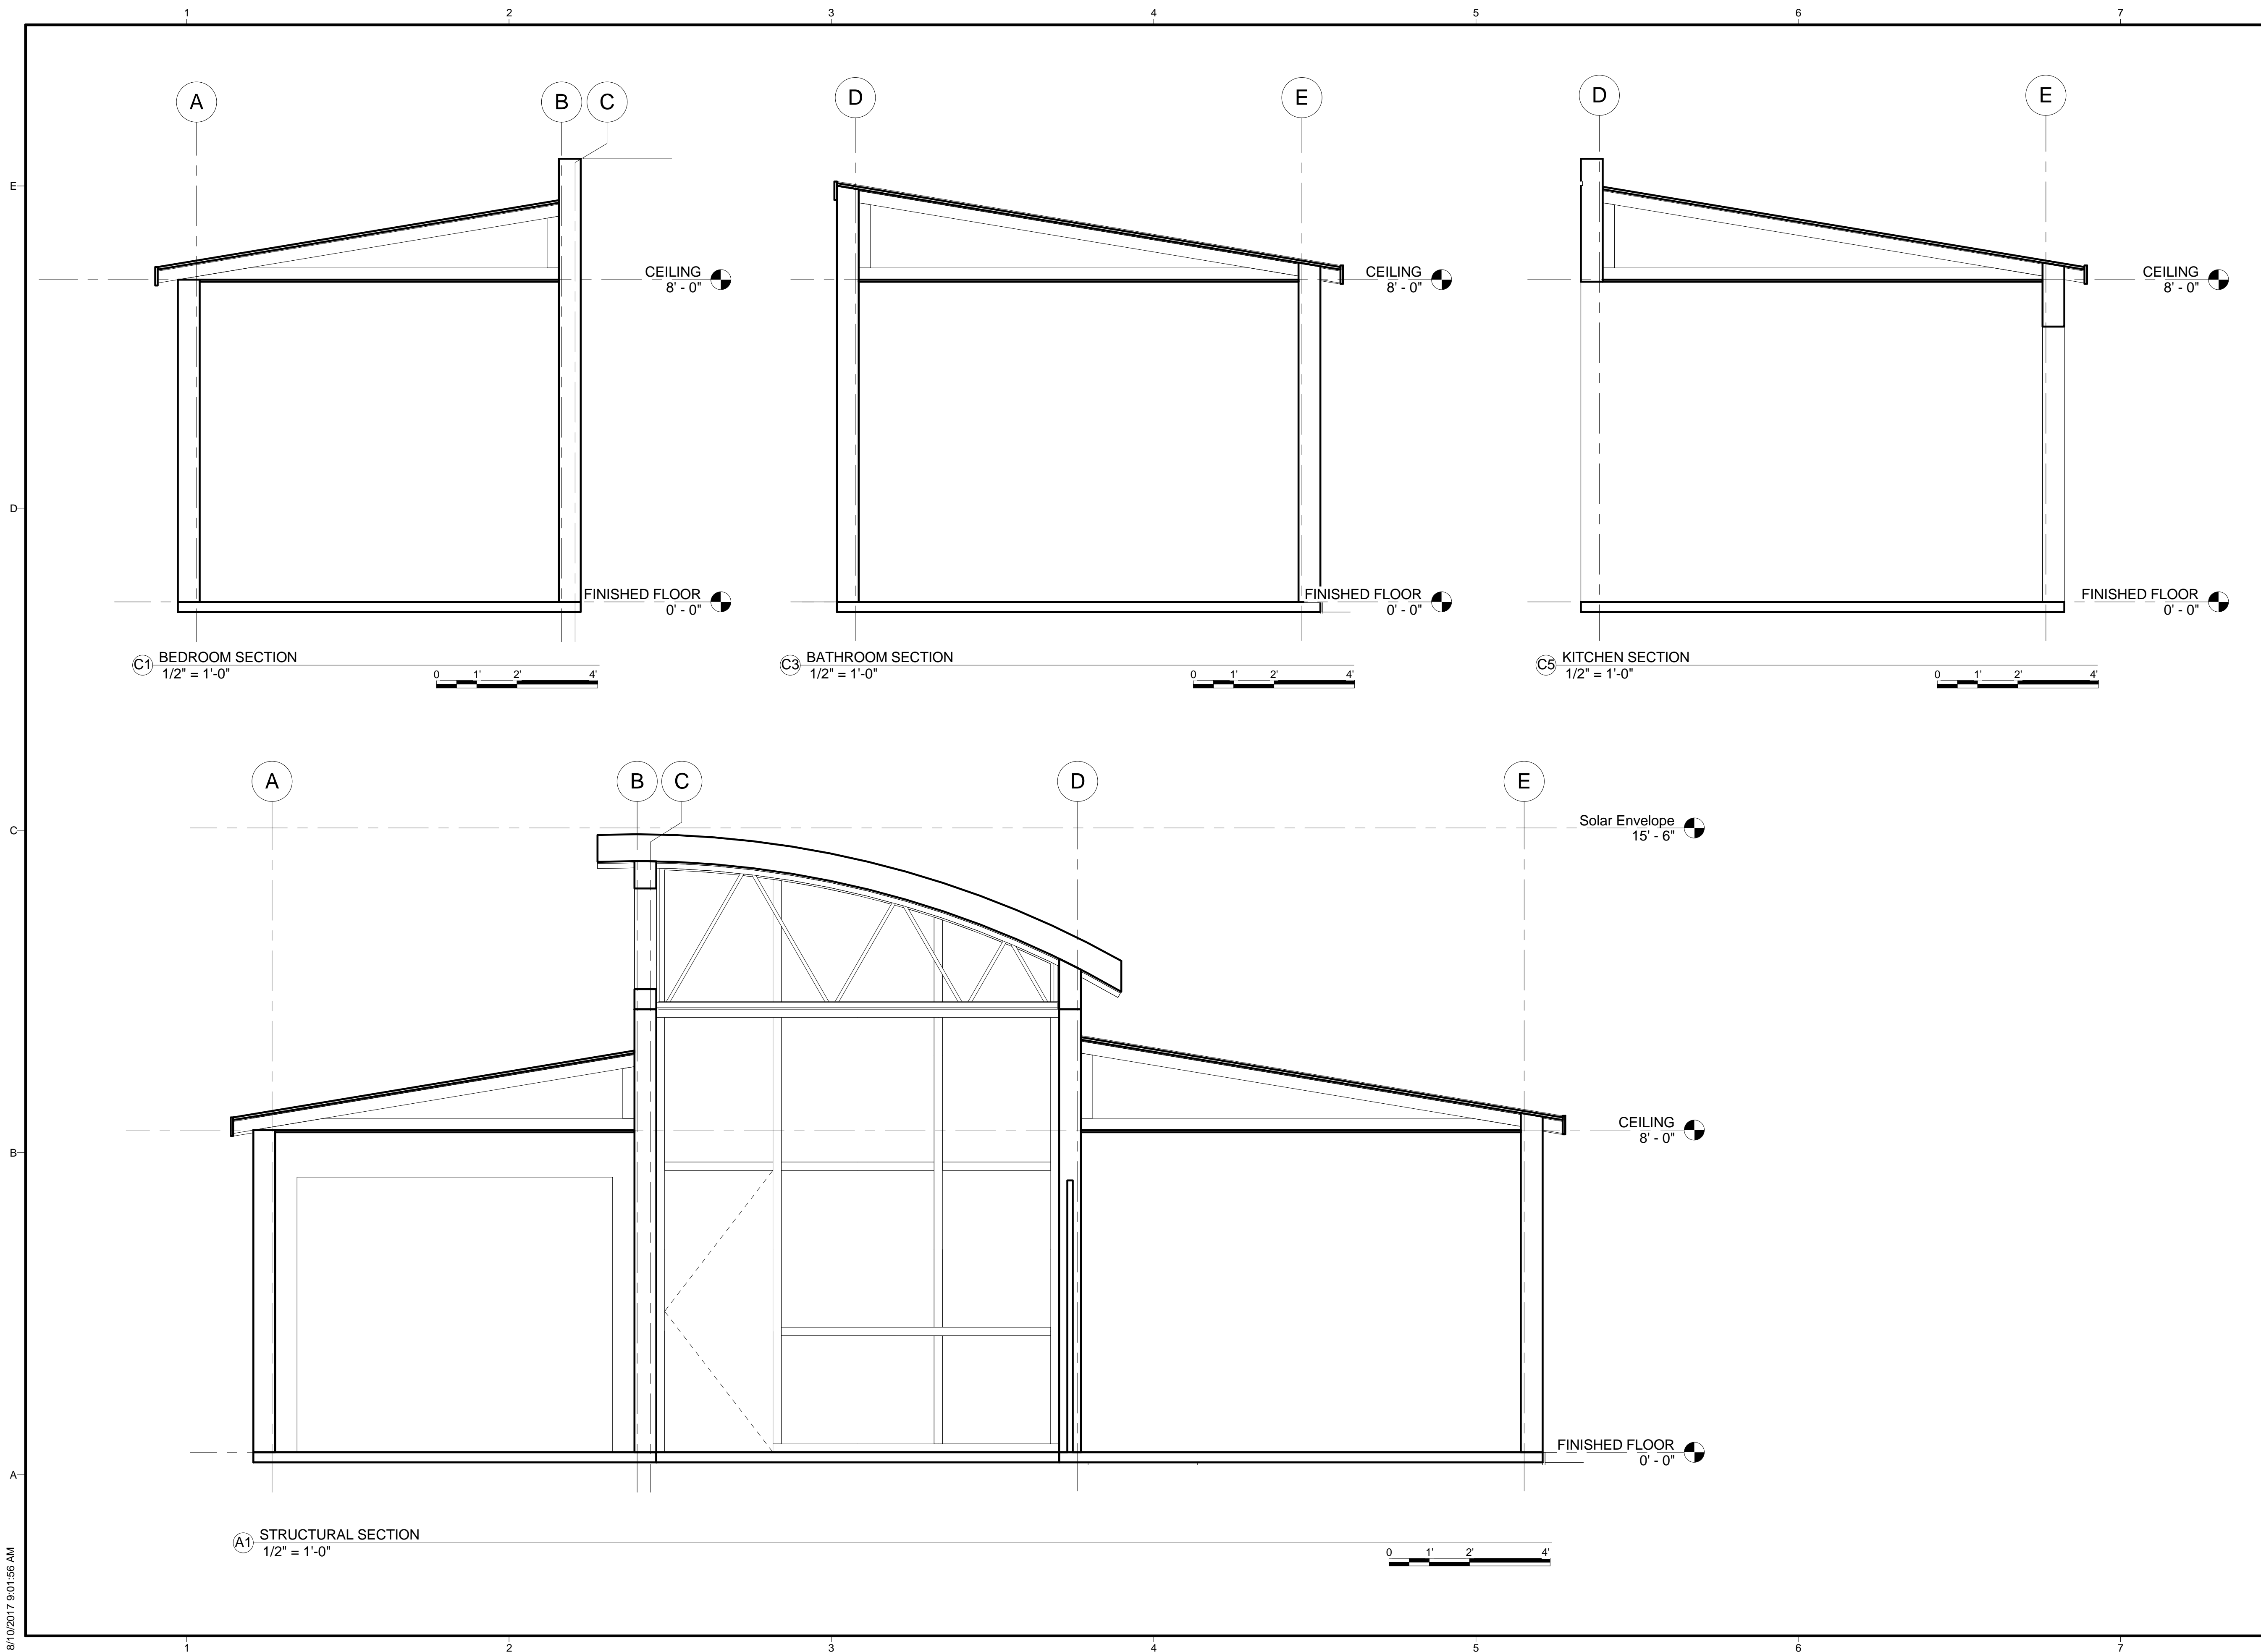 1 2 3 4 5 6 7
A B C
D E
D E
E
CEILING
8' - 0"
CEILING
8' - 0"
CEILING
8' - 0"
D
FINISHED FLOOR
0' - 0"
FINISHED FLOOR
0' - 0"
FINISHED FLOOR
0' - 0"
C1 BEDROOM SECTION
1/2" = 1'-0"
0 1' 2' 4'
C3 BATHROOM SECTION
1/2" = 1'-0"
0 1' 2' 4'
C5 KITCHEN SECTION
1/2" = 1'-0"
0 1' 2' 4'
A B C D E
C
Solar Envelope
15' - 6"
CEILING
8' - 0"
B
FINISHED FLOOR
0' - 0"
A
A1 STRUCTURAL SECTION
1/2" = 1'-0"
0 1' 2' 4'
8/10/2017 9:01:56 AM
1 2 3 4 5 6 7